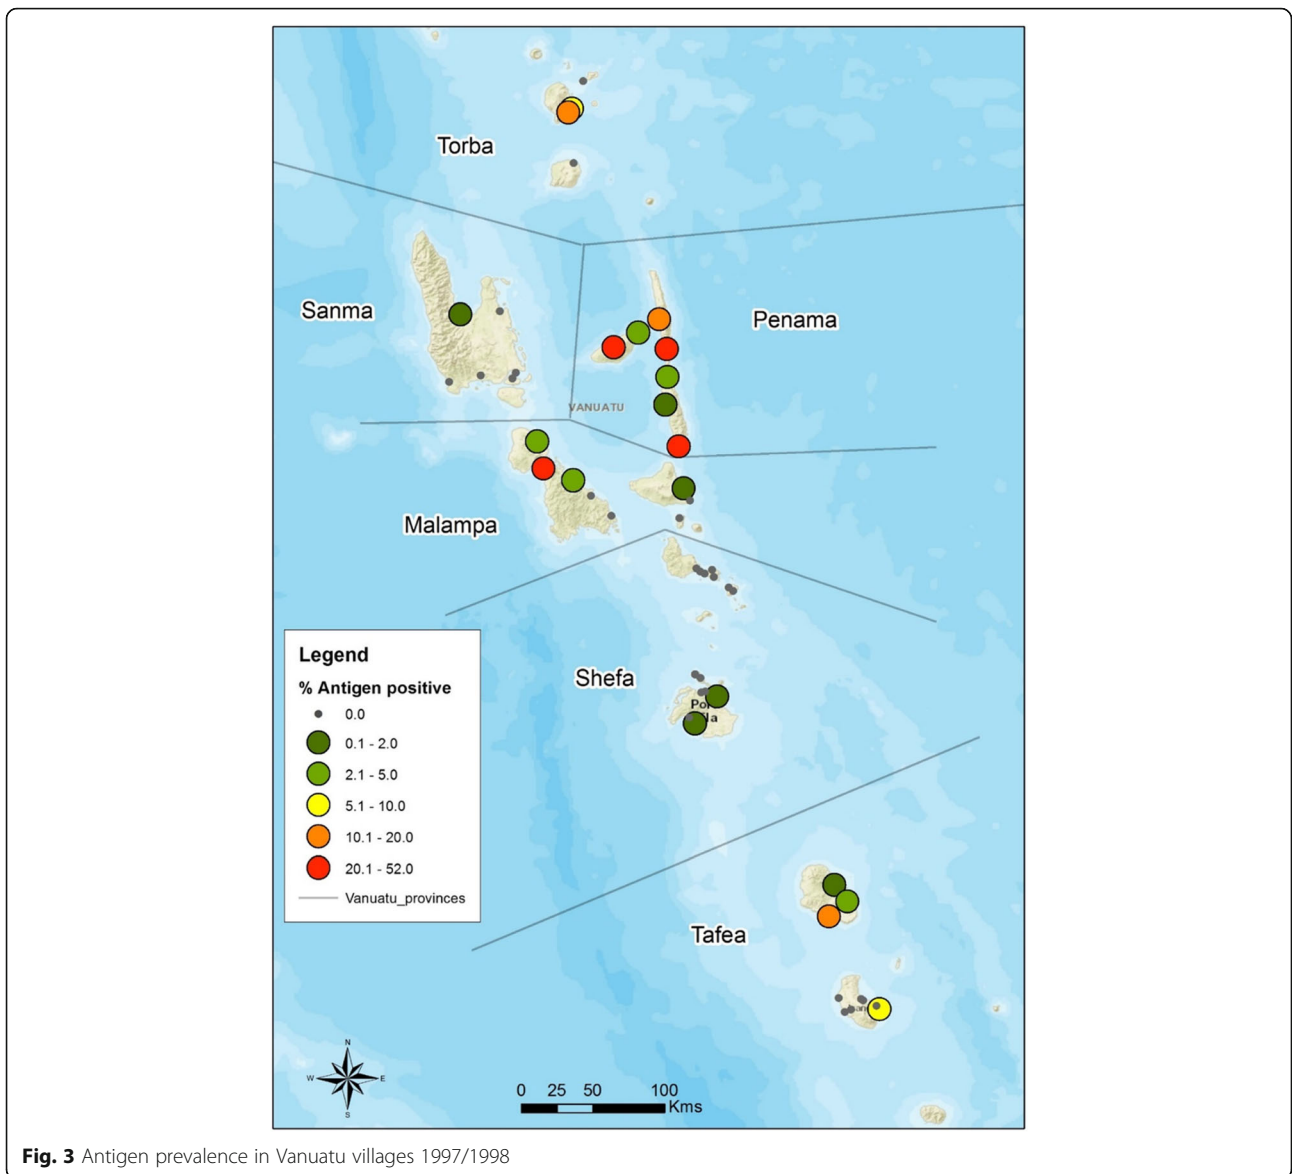 Torba
Sanma
Penama
VANUATU
Malampa
Shefa
Legend
% Antigen positive
0.0
0.1 - 2.0
2.1 - 5.0
5.1 - 10.0
10.1 - 20.0
20.1 - 52.0
Vanuatu_provinces
Tafea
N
W
E
S
0 25 50 100
Kms
Fig. 3 Antigen prevalence in Vanuatu villages 1997/1998